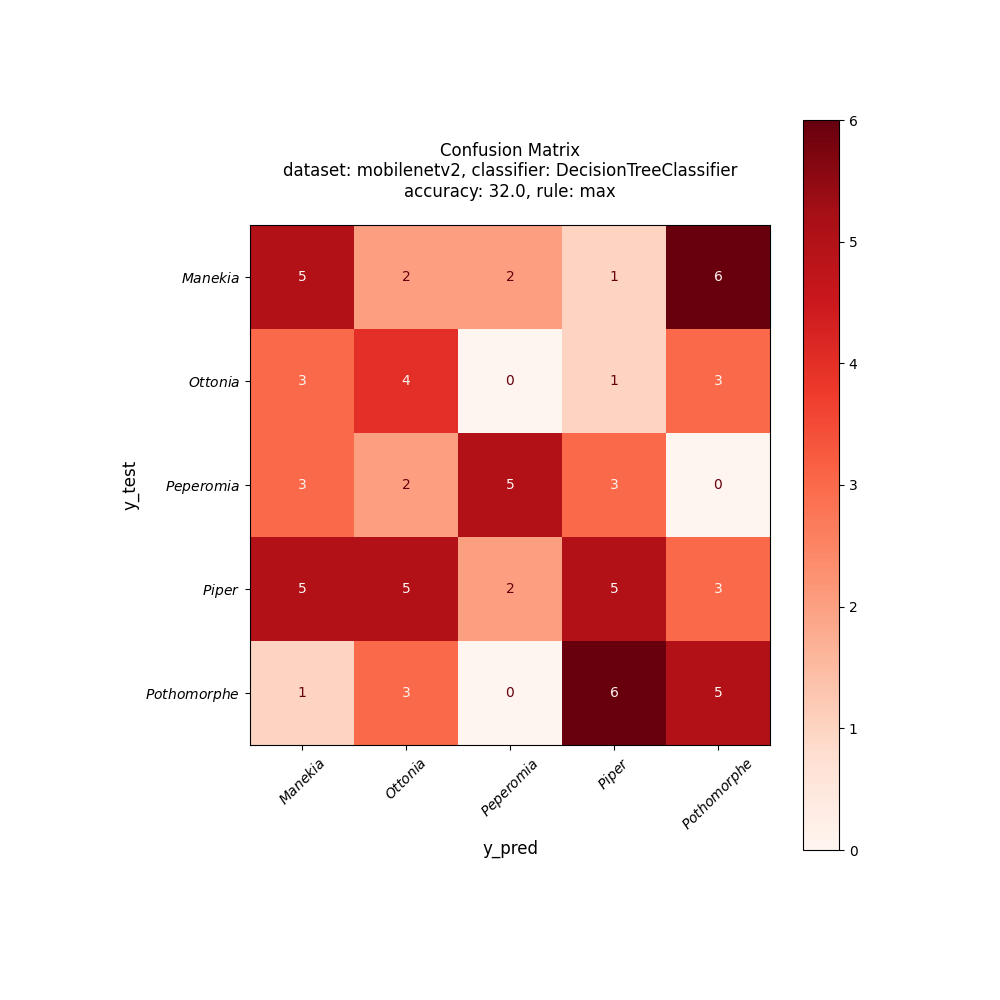 Confusion Matrix
dataset: mobilenetv2, classifier: DecisionTreeClassifier
accuracy: 32.0, rule: max
6
5
4
3
2
1
0
y_test
Manekia 5 2 2 1 6
Ottonia 3 4 0 1 3
Peperomia 3 2 5 3 0
Piper 5 5 2 5 3
Pothomorphe 1 3 0 6 5
Manekia Ottonia Peperomia Piper Pothomorphe
y_pred